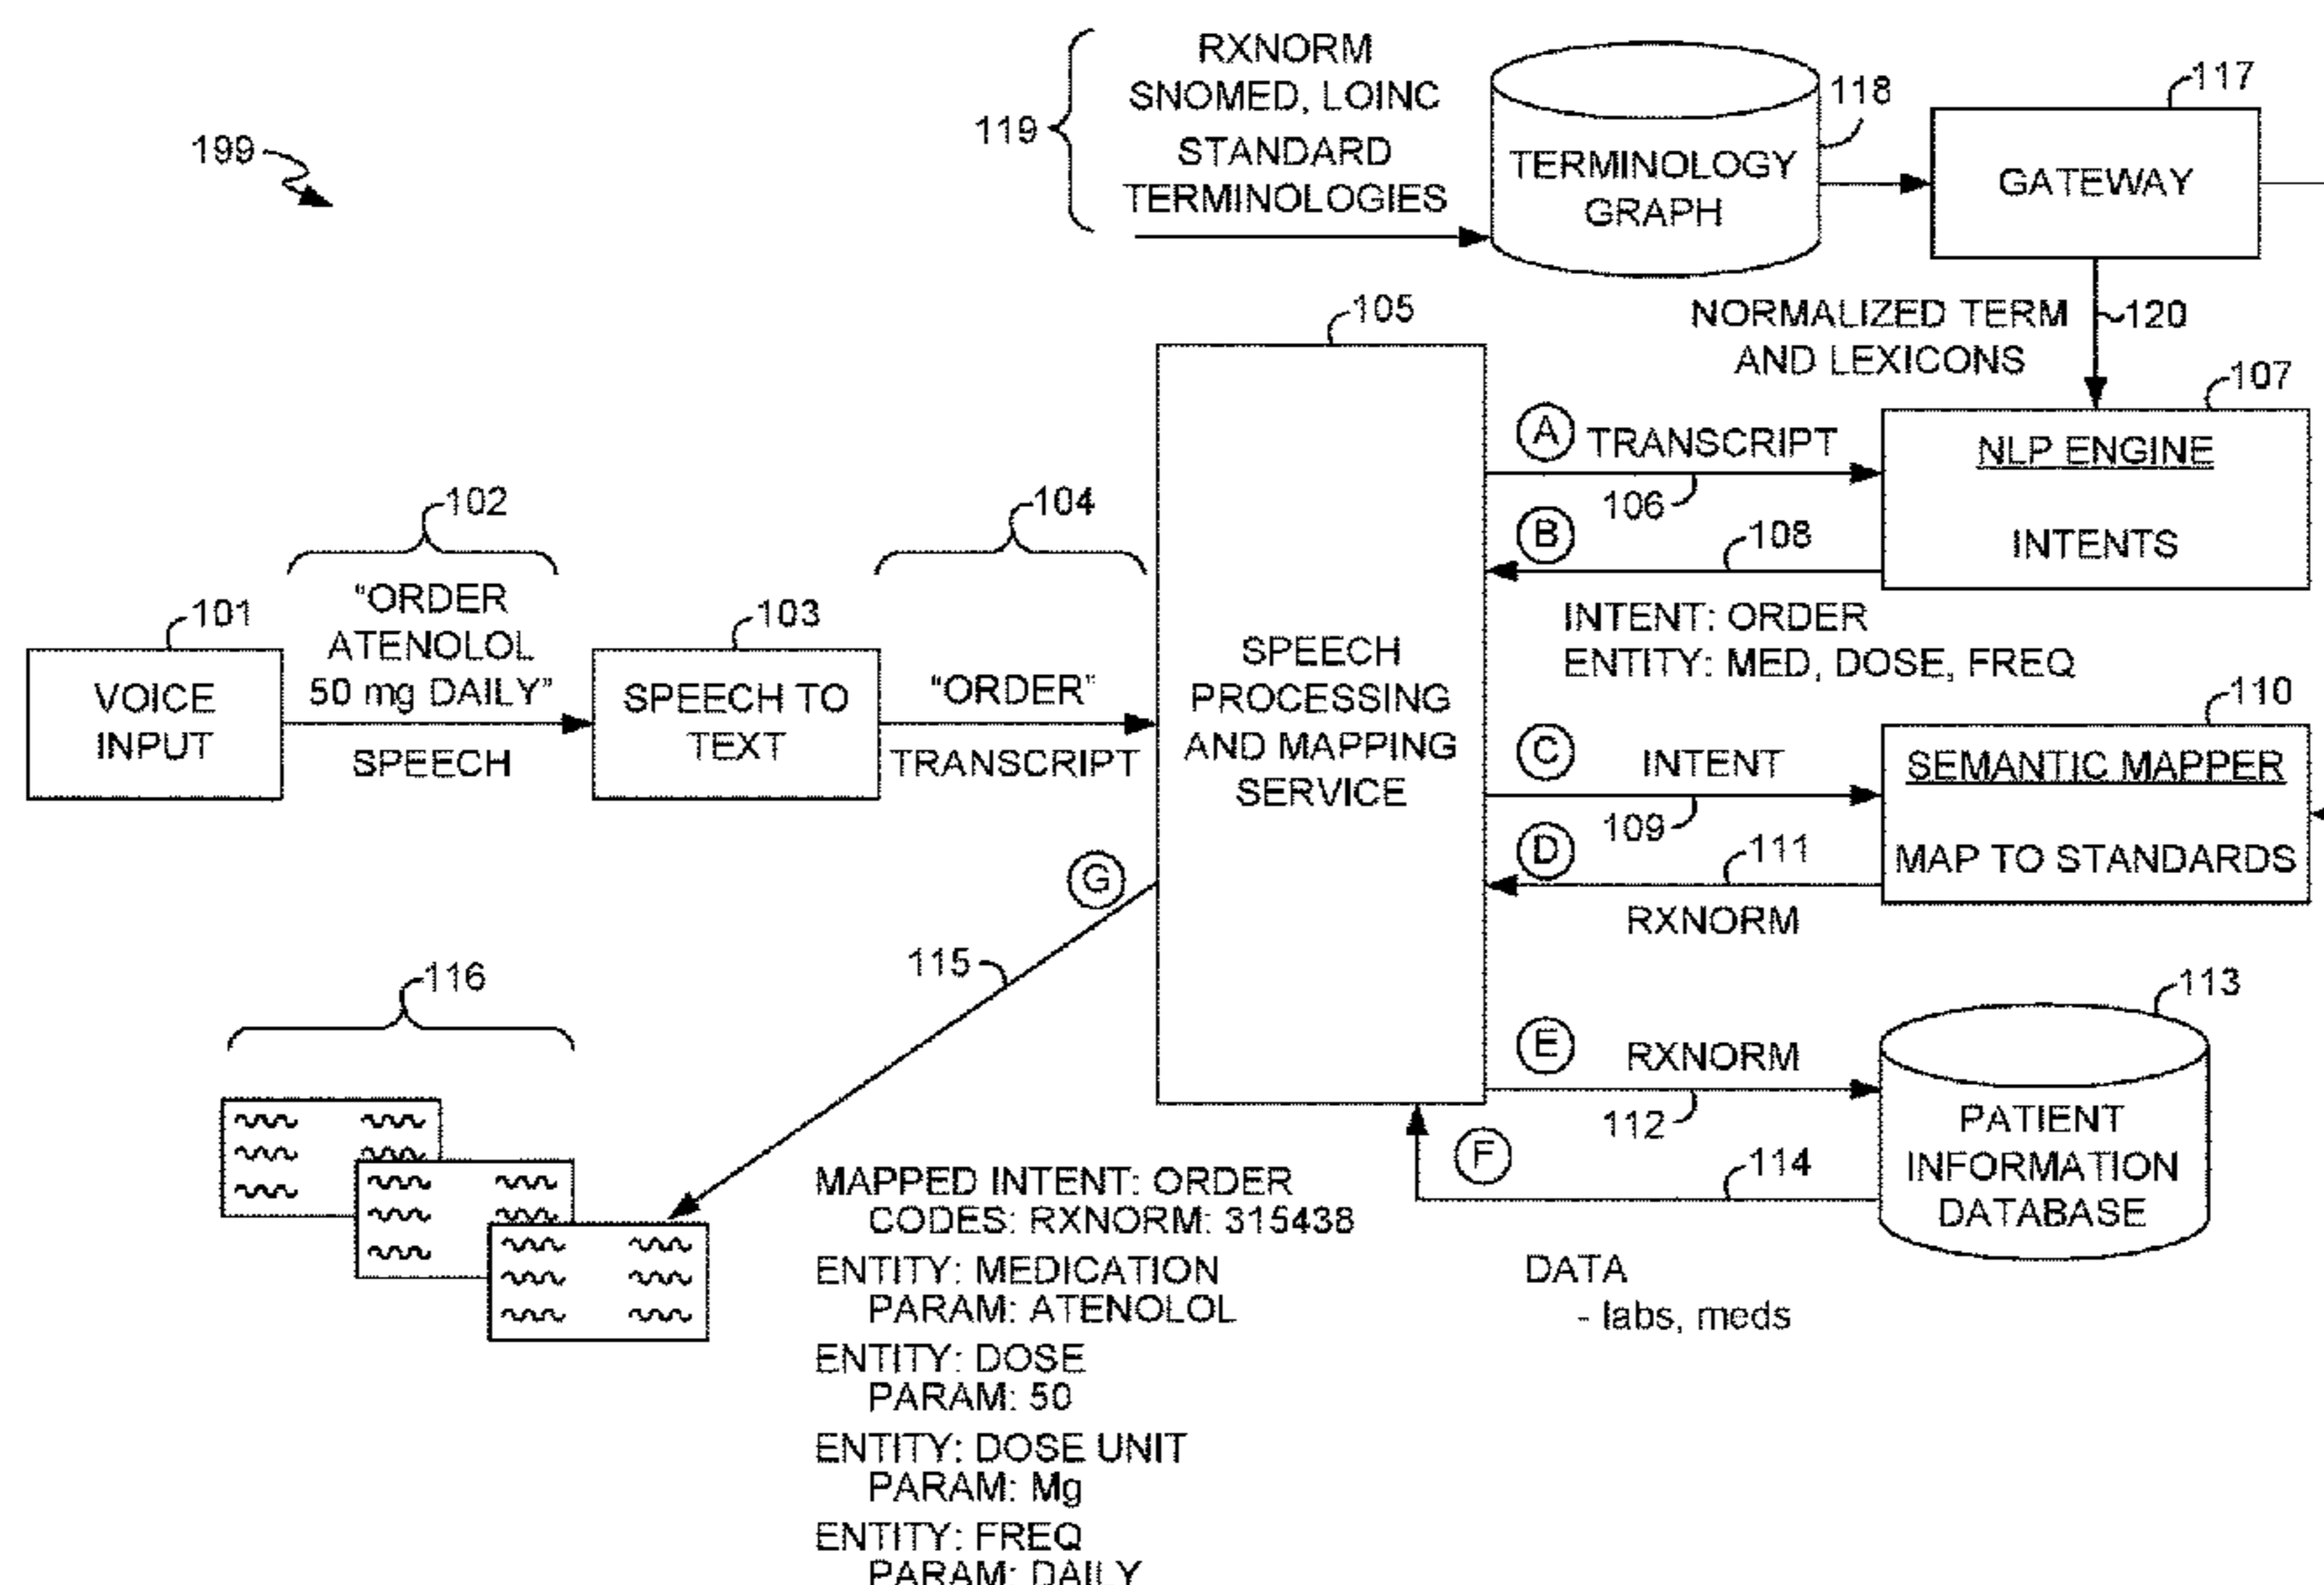 199
119
RXNORM
SNOMED, LOINC
STANDARD
TERMINOLOGIES
TERMINOLOGY
GRAPH
118
117
GATEWAY
NORMALIZED TERM
AND LEXICONS
120
105
SPEECH
PROCESSING
AND MAPPING
SERVICE
107
NLP ENGINE
INTENTS
A TRANSCRIPT
106
B
108
INTENT: ORDER
ENTITY: MED, DOSE, FREQ
101
VOICE
INPUT
102
"ORDER
ATENOLOL
50 mg DAILY"
SPEECH
103
SPEECH TO
TEXT
104
"ORDER"
TRANSCRIPT
C INTENT
109
110
SEMANTIC MAPPER
MAP TO STANDARDS
D
111
RXNORM
G
115
116
E RXNORM
112
113
PATIENT
INFORMATION
DATABASE
F
114
DATA
- labs, meds
MAPPED INTENT: ORDER
CODES: RXNORM: 315438
ENTITY: MEDICATION
PARAM: ATENOLOL
ENTITY: DOSE
PARAM: 50
ENTITY: DOSE UNIT
PARAM: Mg
ENTITY: FREQ
PARAM: DAILY